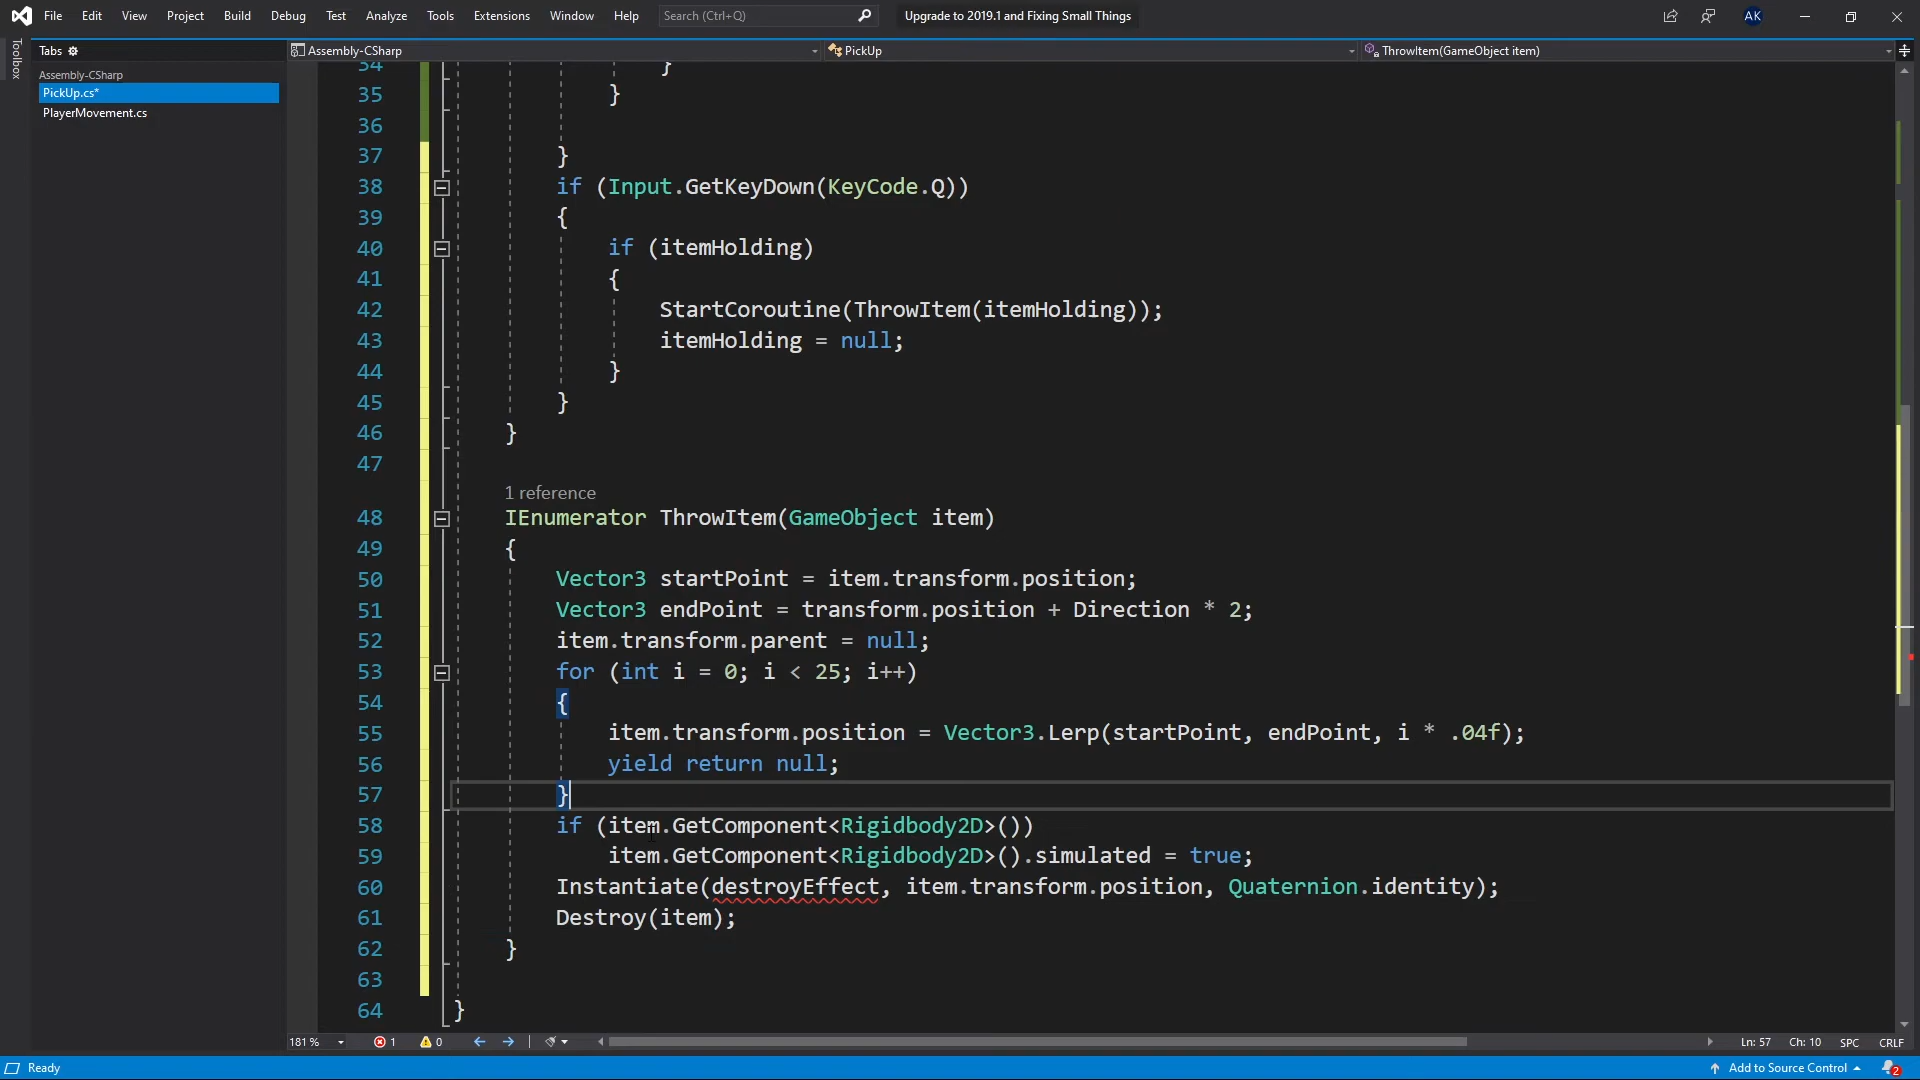 File Edit View Project Build Debug Test Analyze Tools Extensions Window Help Search (Ctrl+Q) Upgrade to 2019.1 and Fixing Small Things AK
Toolbox
Tabs
Assembly-CSharp
PickUp.cs*
PlayerMovement.cs
Assembly-CSharp PickUp ThrowItem(GameObject item)
34 }
35 }
36
37 }
38 if (Input.GetKeyDown(KeyCode.Q))
39 {
40 if (itemHolding)
41 {
42 StartCoroutine(ThrowItem(itemHolding));
43 itemHolding = null;
44 }
45 }
46 }
47
1 reference
48 IEnumerator ThrowItem(GameObject item)
49 {
50 Vector3 startPoint = item.transform.position;
51 Vector3 endPoint = transform.position + Direction * 2;
52 item.transform.parent = null;
53 for (int i = 0; i < 25; i++)
54 {
55 item.transform.position = Vector3.Lerp(startPoint, endPoint, i * .04f);
56 yield return null;
57 }
58 if (item.GetComponent<Rigidbody2D>())
59 item.GetComponent<Rigidbody2D>().simulated = true;
60 Instantiate(destroyEffect, item.transform.position, Quaternion.identity);
61 Destroy(item);
62 }
63
64 }
181 % 1 0 Ln: 57 Ch: 10 SPC CRLF
Ready Add to Source Control 2